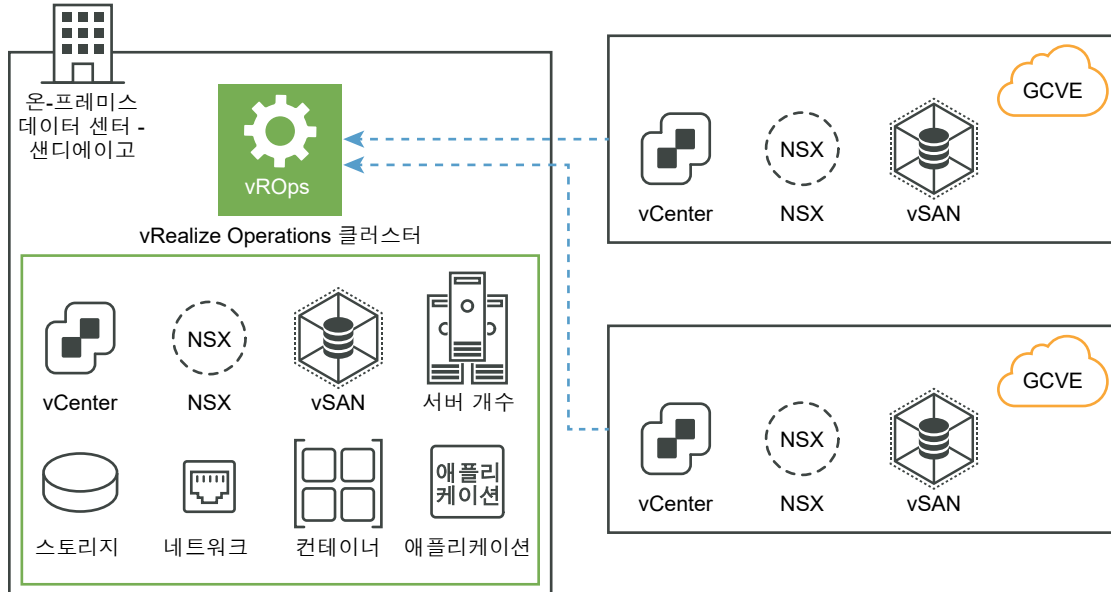 온-프레미스
데이터 센터 -
샌디에이고
vROps
vRealize Operations 클러스터
NSX
vCenter
NSX
vSAN
서버 개수
애플리
케이션
스토리지
네트워크
컨테이너
애플리케이션
GCVE
NSX
vCenter
NSX
vSAN
GCVE
NSX
vCenter
NSX
vSAN